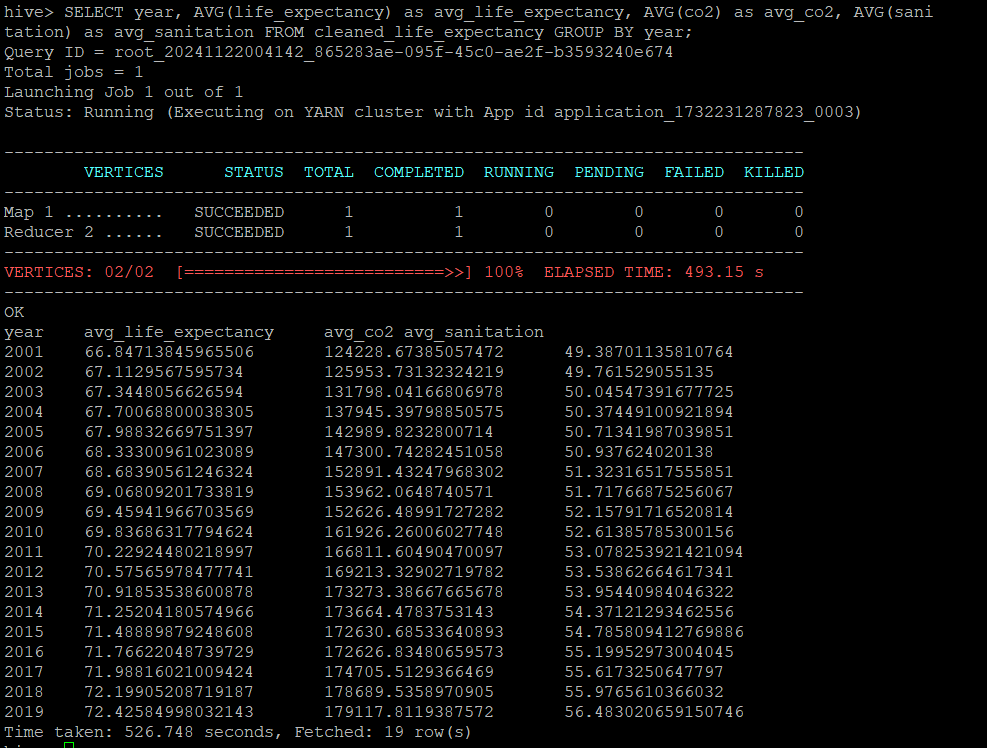 hive> SELECT year, AVG(life_expectancy) as avg_life_expectancy, AVG(co2) as avg_co2, AVG(sani
tation) as avg_sanitation FROM cleaned_life_expectancy GROUP BY year;
Query ID = root_20241122004142_865283ae-095f-45c0-ae2f-b3593240e674
Total jobs = 1
Launching Job 1 out of 1
Status: Running (Executing on YARN cluster with App id application_1732231287823_0003)
--------------------------------------------------------------------------------
VERTICES STATUS TOTAL COMPLETED RUNNING PENDING FAILED KILLED
--------------------------------------------------------------------------------
Map 1 .......... SUCCEEDED 1 1 0 0 0 0
Reducer 2 ...... SUCCEEDED 1 1 0 0 0 0
--------------------------------------------------------------------------------
VERTICES: 02/02 [==========================>>] 100% ELAPSED TIME: 493.15 s
--------------------------------------------------------------------------------
OK
year avg_life_expectancy avg_co2 avg_sanitation
2001 66.84713845965506 124228.67385057472 49.38701135810764
2002 67.1129567595734 125953.73132324219 49.761529055135
2003 67.3448056626594 131798.04166806978 50.04547391677725
2004 67.70068800038305 137945.39798850575 50.37449100921894
2005 67.98832669751397 142989.8232800714 50.71341987039851
2006 68.33300961023089 147300.74282451058 50.937624020138
2007 68.68390561246324 152891.43247968302 51.32316517555851
2008 69.06809201733819 153962.0648740571 51.71766875256067
2009 69.45941966703569 152626.48991727282 52.15791716520814
2010 69.83686317794624 161926.26006027748 52.61385785300156
2011 70.22924480218997 166811.60490470097 53.078253921421094
2012 70.57565978477741 169213.32902719782 53.53862664617341
2013 70.91853538600878 173273.38667665678 53.95440984046322
2014 71.25204180574966 173664.4783753143 54.37121293462556
2015 71.48889879248608 172630.68533640893 54.785809412769886
2016 71.76622048739729 172626.83480659573 55.19952973004045
2017 71.98816021009424 174705.5129366469 55.6173250647797
2018 72.19905208719187 178689.5358970905 55.9765610366032
2019 72.42584998032143 179117.8119387572 56.483020659150746
Time taken: 526.748 seconds, Fetched: 19 row(s)